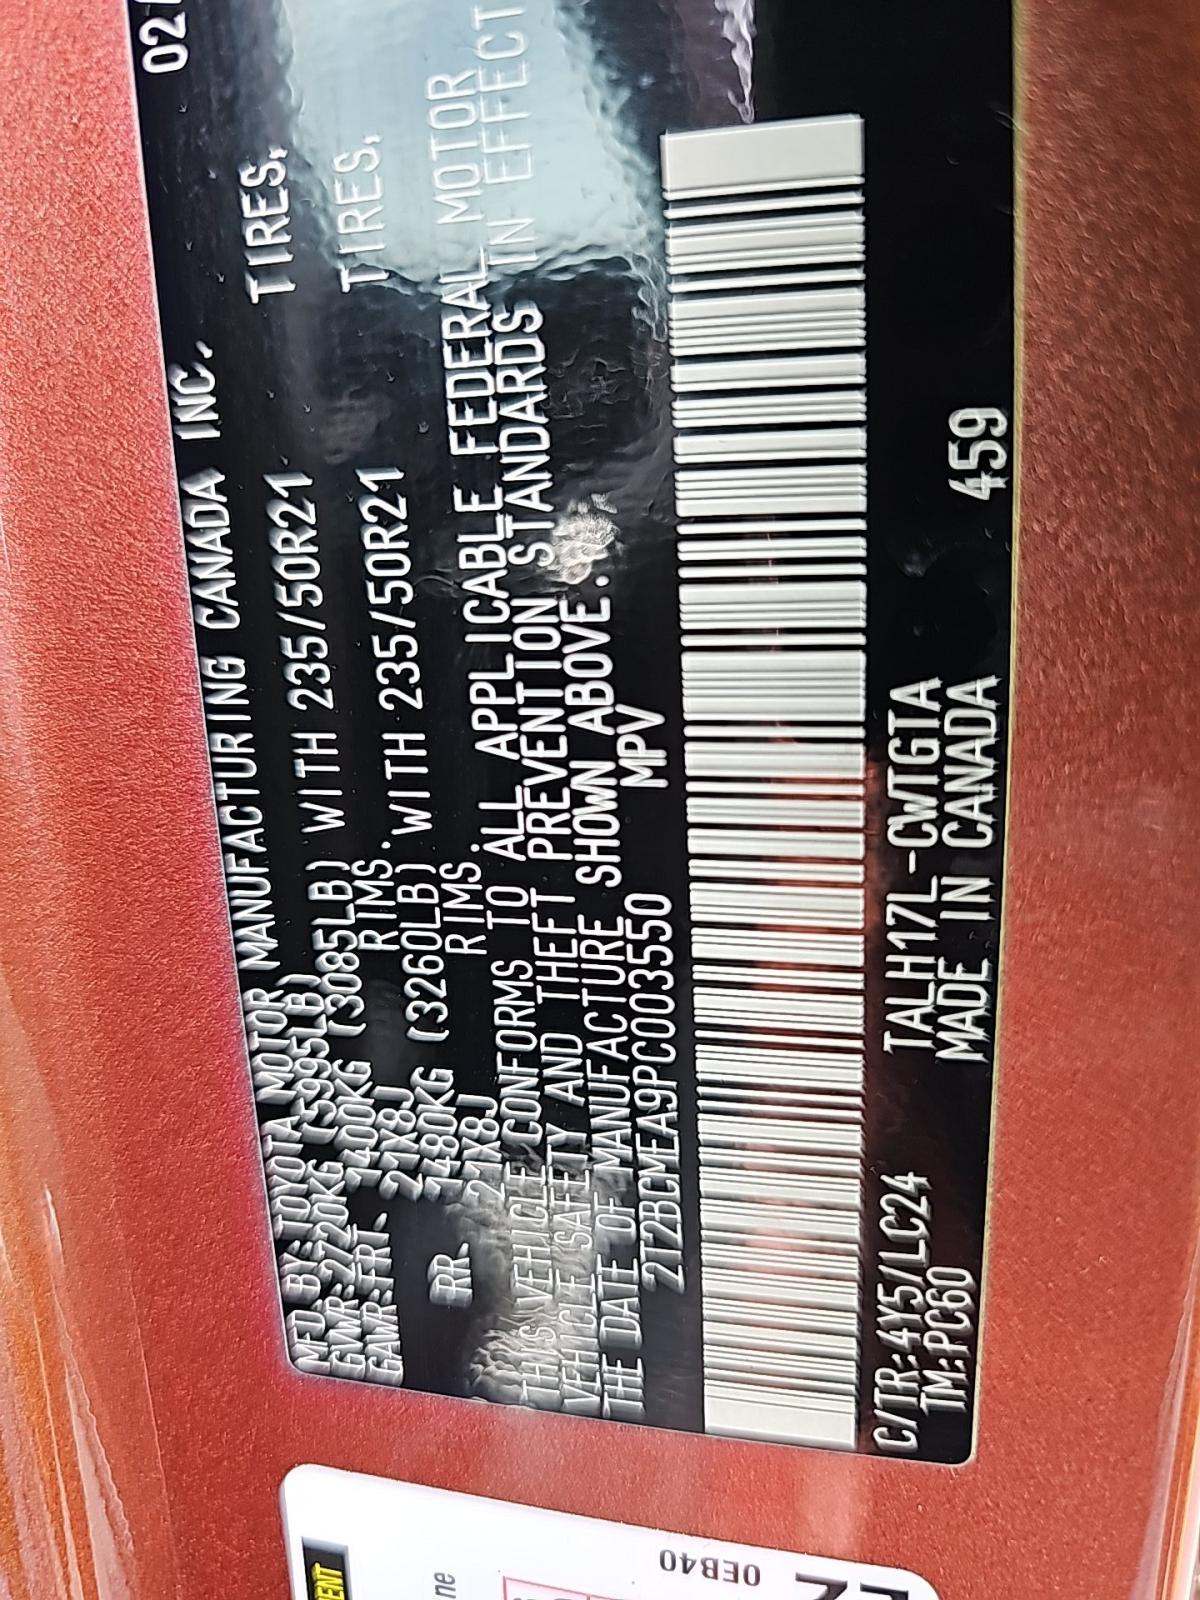 MFD. BY: TOYOTA MOTOR MANUFACTURING CANADA INC. 02
GVWR: 2720KG (5995LB)
GAWR: FRT. 1400KG (3085LB) WITH 235/50R21 TIRES,
21X8J RIMS.
RR. 1480KG (3260LB) WITH 235/50R21 TIRES,
21X8J RIMS.
THIS VEHICLE CONFORMS TO ALL APPLICABLE FEDERAL MOTOR
VEHICLE SAFETY AND THEFT PREVENTION STANDARDS IN EFFECT
THE DATE OF MANUFACTURE SHOWN ABOVE.
2T2BCMEA9PC003550 MPV
C/TR:4Y5/LC24 TALH17L-CWTGTA
TM:PC60 MADE IN CANADA 459
0EB40